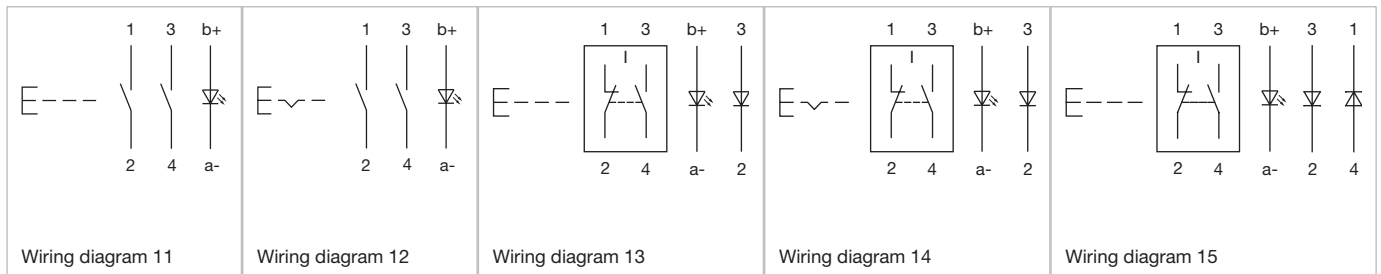 1 3 b+ 1 3 b+ 1 3 b+ 3 1 3 b+ 3 1 3 b+ 3 1
2 4 a- 2 4 a- 2 4 a- 2 2 4 a- 2 2 4 a- 2 4
Wiring diagram 11 Wiring diagram 12 Wiring diagram 13 Wiring diagram 14 Wiring diagram 15